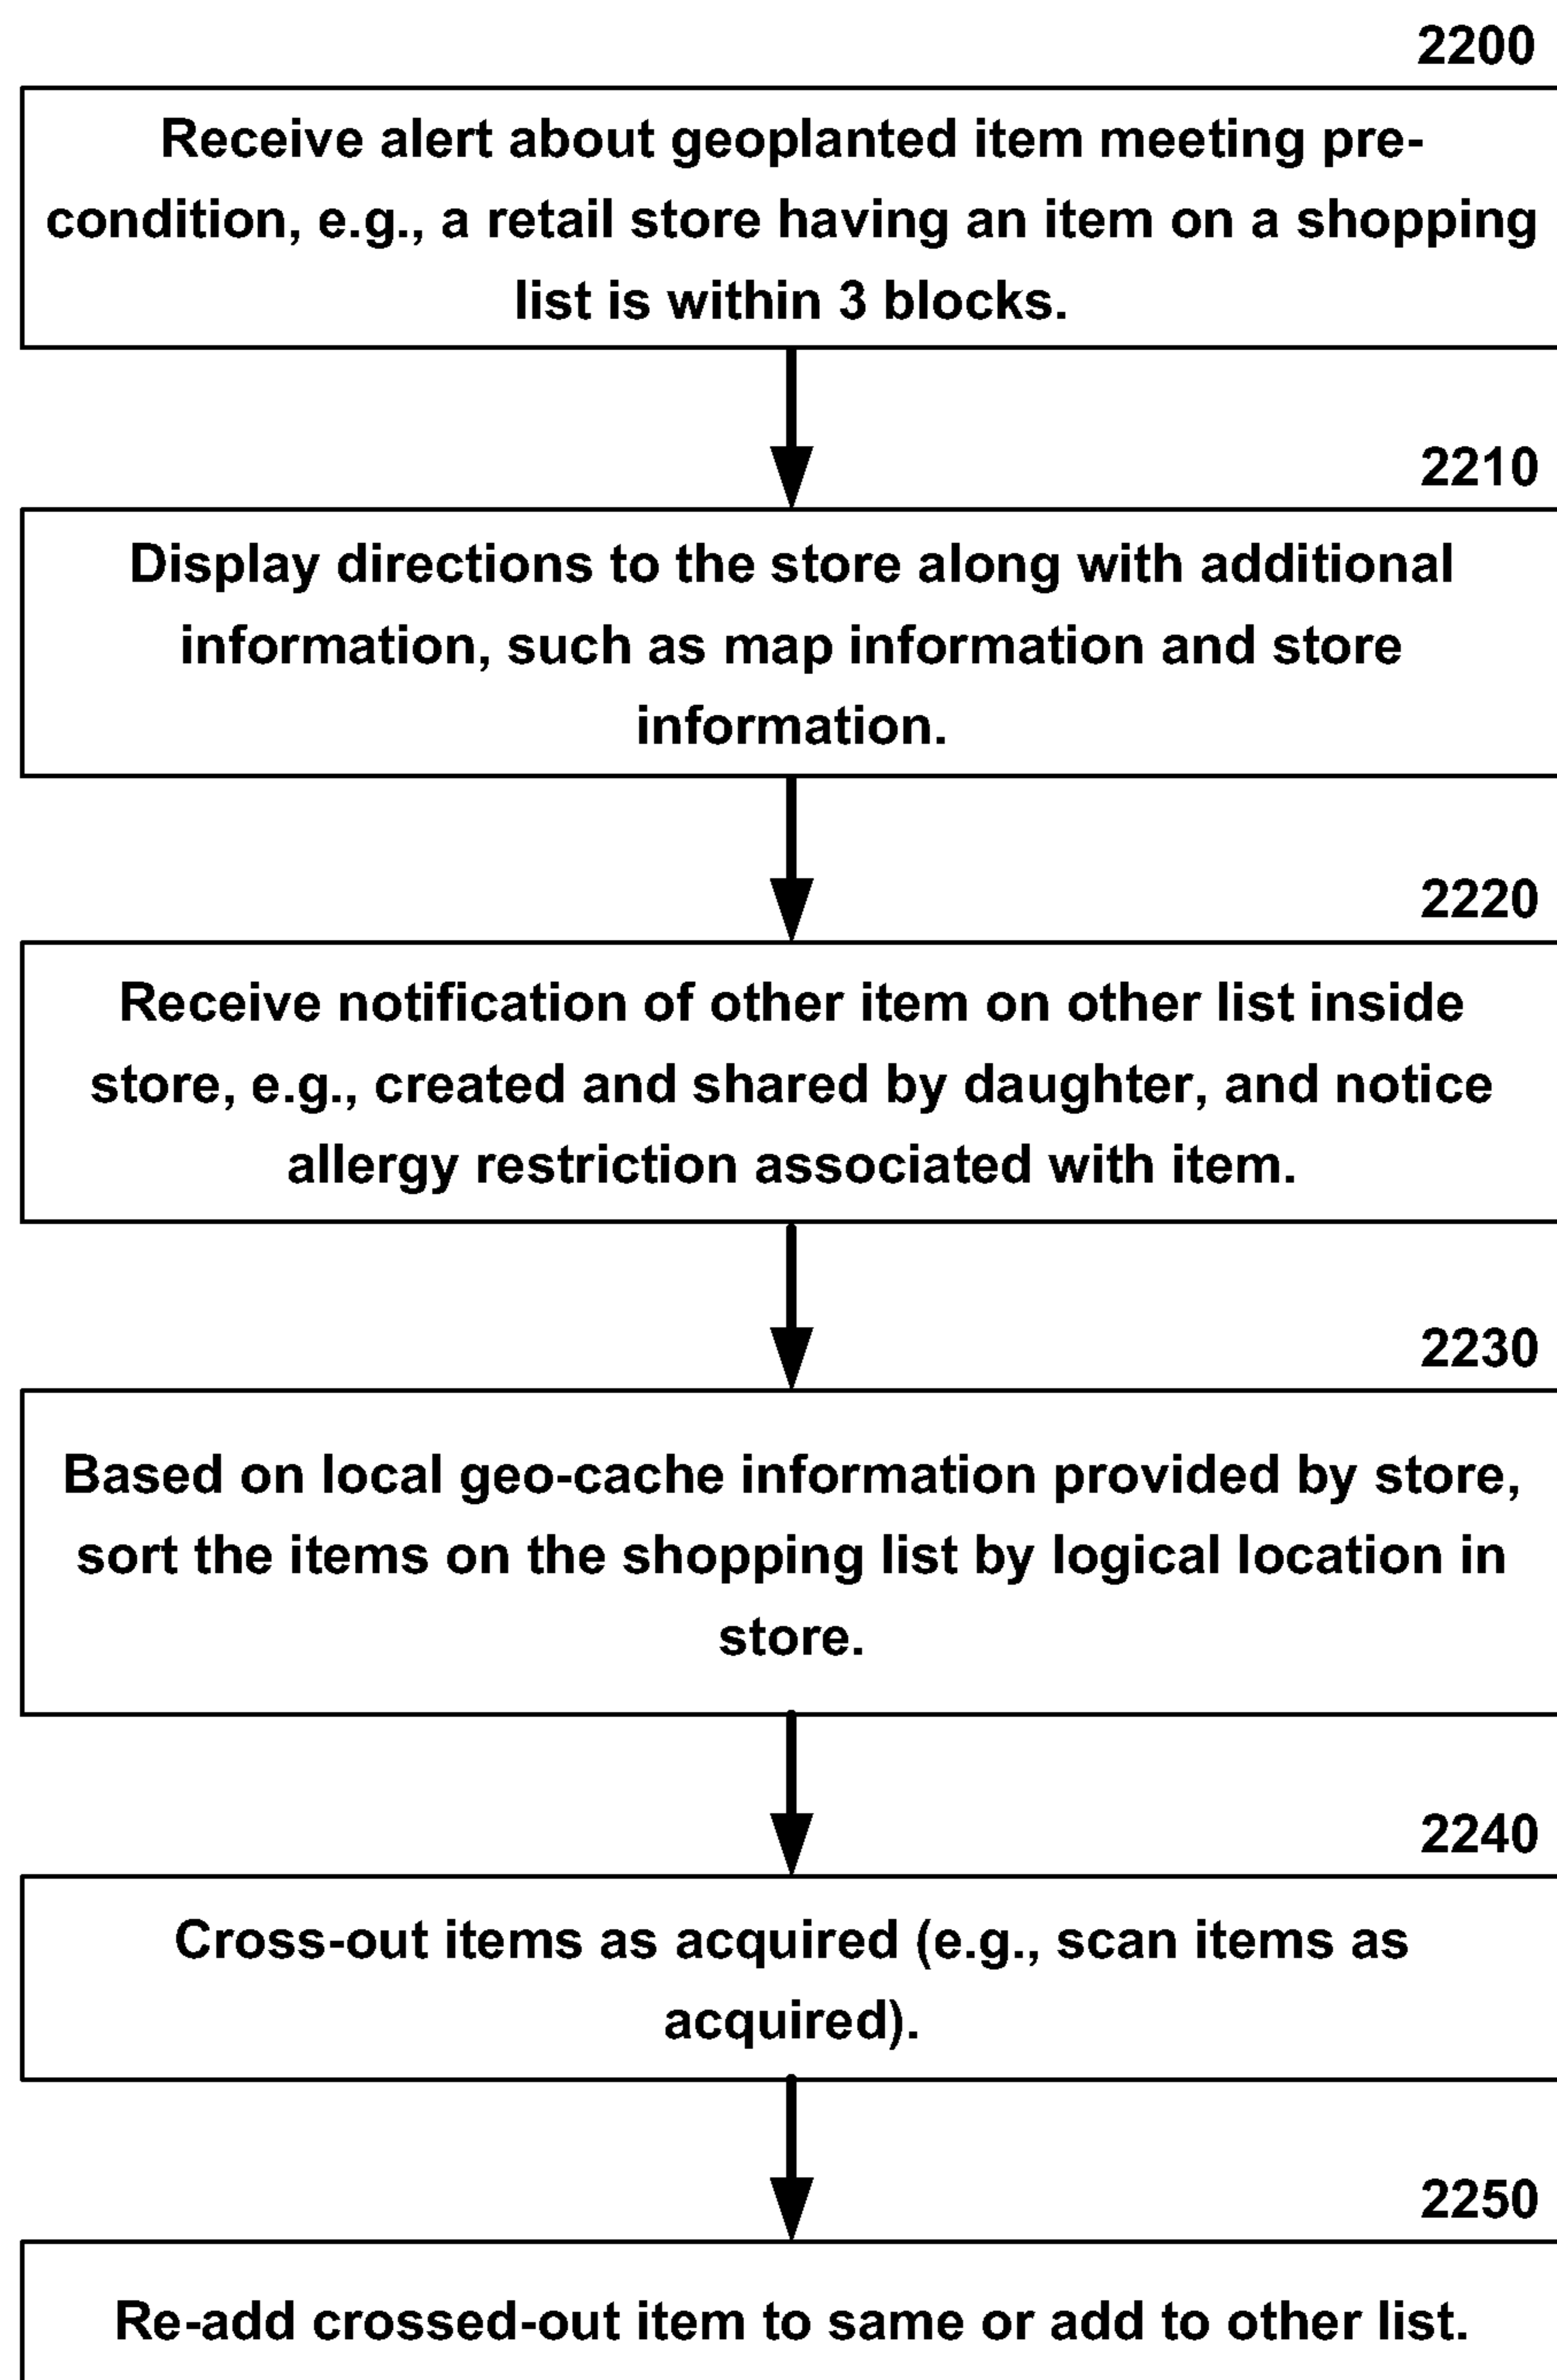 2200
Receive alert about geoplanted item meeting pre-
condition, e.g., a retail store having an item on a shopping
list is within 3 blocks.
2210
Display directions to the store along with additional
information, such as map information and store
information.
2220
Receive notification of other item on other list inside
store, e.g., created and shared by daughter, and notice
allergy restriction associated with item.
2230
Based on local geo-cache information provided by store,
sort the items on the shopping list by logical location in
store.
2240
Cross-out items as acquired (e.g., scan items as
acquired).
2250
Re-add crossed-out item to same or add to other list.